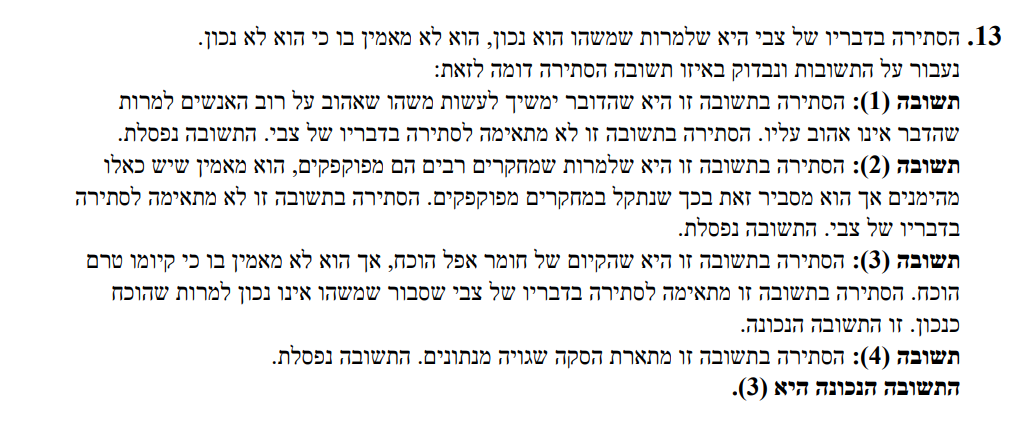 13. הסתירה בדבריו של צבי היא שלמרות שמשהו הוא נכון, הוא לא מאמין בו כי הוא לא נכון.
נעבור על התשובות ונבדוק באיזו תשובה הסתירה דומה לזאת:
תשובה (1): הסתירה בתשובה זו היא שהדובר ימשיך לעשות משהו שאהוב על רוב האנשים למרות
שהדבר אינו אהוב עליו. הסתירה בתשובה זו לא מתאימה לסתירה בדבריו של צבי. התשובה נפסלת.
תשובה (2): הסתירה בתשובה זו היא שלמרות שמחקרים רבים הם מפוקפקים, הוא מאמין שיש כאלו
מהימנים אך הוא מסביר זאת בכך שנתקל במחקרים מפוקפקים. הסתירה בתשובה זו לא מתאימה לסתירה
בדבריו של צבי. התשובה נפסלת.
תשובה (3): הסתירה בתשובה זו היא שהקיום של חומר אפל הוכח, אך הוא לא מאמין בו כי קיומו טרם
הוכח. הסתירה בתשובה זו מתאימה לסתירה בדבריו של צבי שסבור שמשהו אינו נכון למרות שהוכח
כנכון. זו התשובה הנכונה.
תשובה (4): הסתירה בתשובה זו מתארת הסקה שגויה מנתונים. התשובה נפסלת.
התשובה הנכונה היא (3).